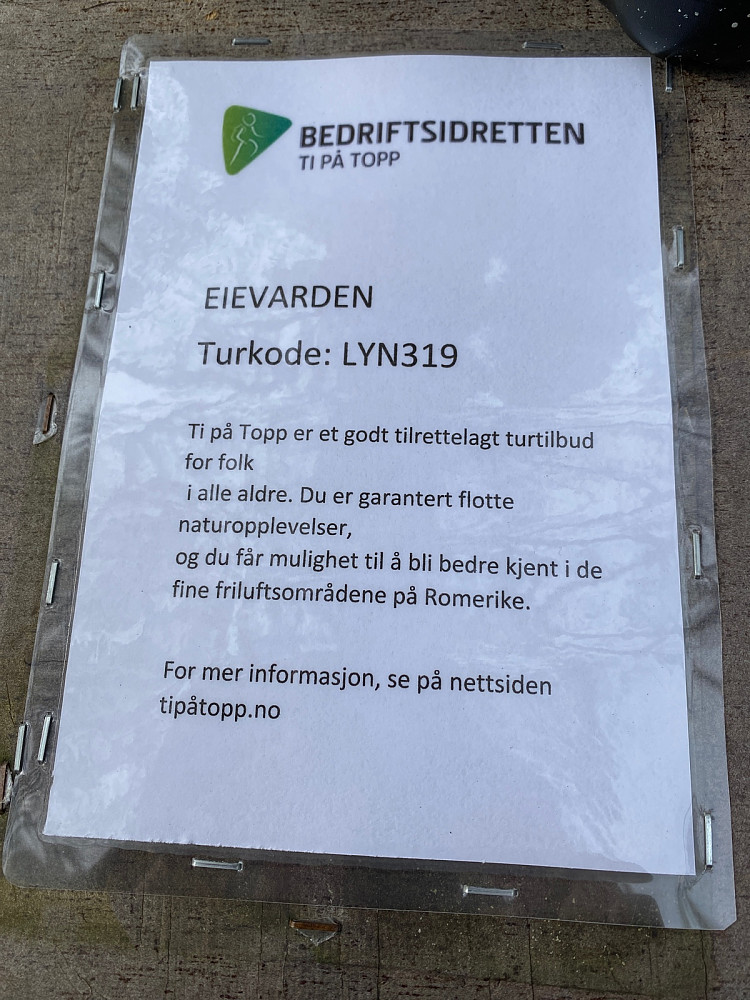 BEDRIFTSIDRETTEN
TI PÅ TOPP
EIEVARDEN
Turkode: LYN319
Ti på Topp er et godt tilrettelagt turtilbud
for folk
i alle aldre. Du er garantert flotte
naturopplevelser,
og du får mulighet til å bli bedre kjent i de
fine friluftsområdene på Romerike.
For mer informasjon, se på nettsiden
tipåtopp.no